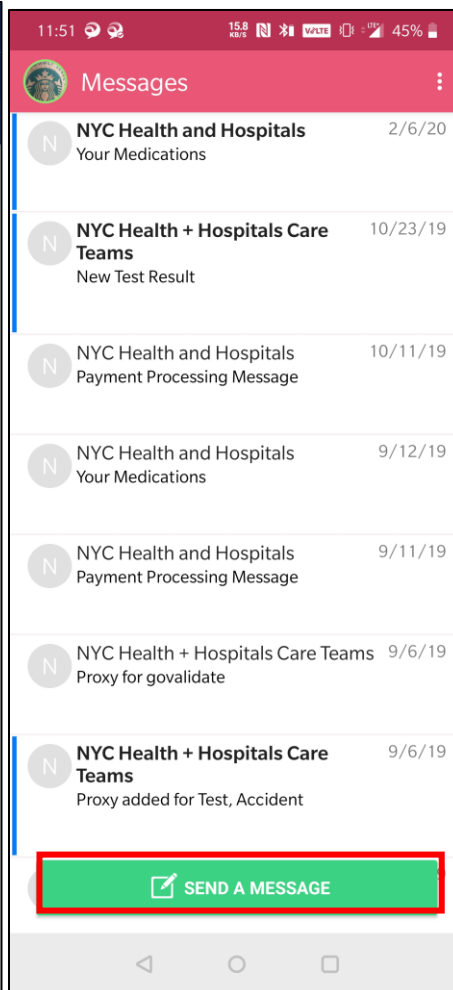 11:51 15.8 KB/S VoLTE LTE 45%
Messages
NYC Health and Hospitals 2/6/20
Your Medications
NYC Health + Hospitals Care 10/23/19
Teams
New Test Result
NYC Health and Hospitals 10/11/19
Payment Processing Message
NYC Health and Hospitals 9/12/19
Your Medications
NYC Health and Hospitals 9/11/19
Payment Processing Message
NYC Health + Hospitals Care Teams 9/6/19
Proxy for govalidate
NYC Health + Hospitals Care 9/6/19
Teams
Proxy added for Test, Accident
SEND A MESSAGE